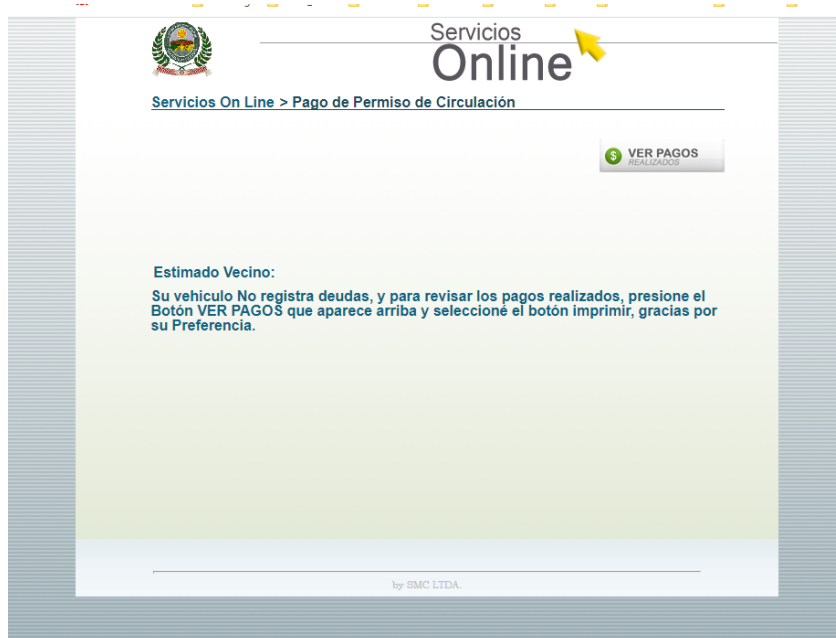 Servicios
Online
Servicios On Line > Pago de Permiso de Circulación
$ VER PAGOS
REALIZADOS
Estimado Vecino:
Su vehiculo No registra deudas, y para revisar los pagos realizados, presione el
Botón VER PAGOS que aparece arriba y seleccioné el botón imprimir, gracias por
su Preferencia.
by SMC LTDA.